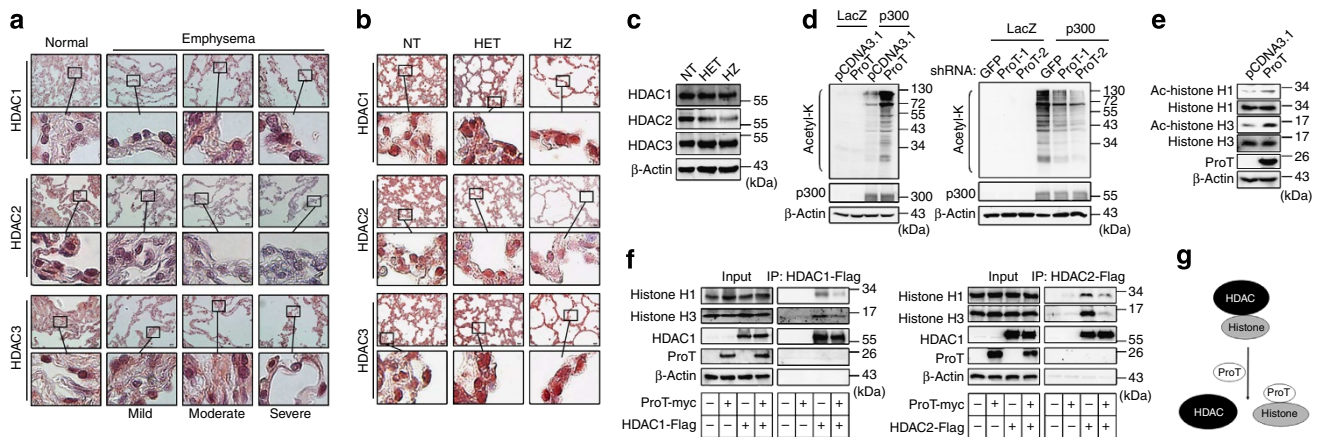 a
Normal Emphysema
HDAC1
HDAC2
HDAC3
Mild Moderate Severe
b
NT HET HZ
HDAC1
HDAC2
HDAC3
c
NT HET HZ
HDAC1 55
HDAC2 55
HDAC3 55
β-Actin 43
(kDa)
d
LacZ p300
pCDNA3.1 ProT pCDNA3.1 ProT
Acetyl-K
130
72
55
43
34
p300 300
β-Actin 43
(kDa)
LacZ p300
shRNA: GFP ProT-1 ProT-2 GFP ProT-1 ProT-2
Acetyl-K
130
72
55
43
34
p300 55
β-Actin 43
(kDa)
e
pCDNA3.1 ProT
Ac-histone H1 34
Histone H1 34
Ac-histone H3 17
Histone H3 17
ProT 26
β-Actin 43
(kDa)
f
Input IP: HDAC1-Flag
Histone H1 34
Histone H3 17
HDAC1 55
ProT 26
β-Actin 43
(kDa)
ProT-myc − + − + − + − +
HDAC1-Flag − − + + − − + +
Input IP: HDAC2-Flag
Histone H1 34
Histone H3 17
HDAC1 55
ProT 26
β-Actin 43
(kDa)
ProT-myc − + − + − + − +
HDAC2-Flag − − + + − − + +
g
HDAC
Histone
ProT
ProT
HDAC Histone